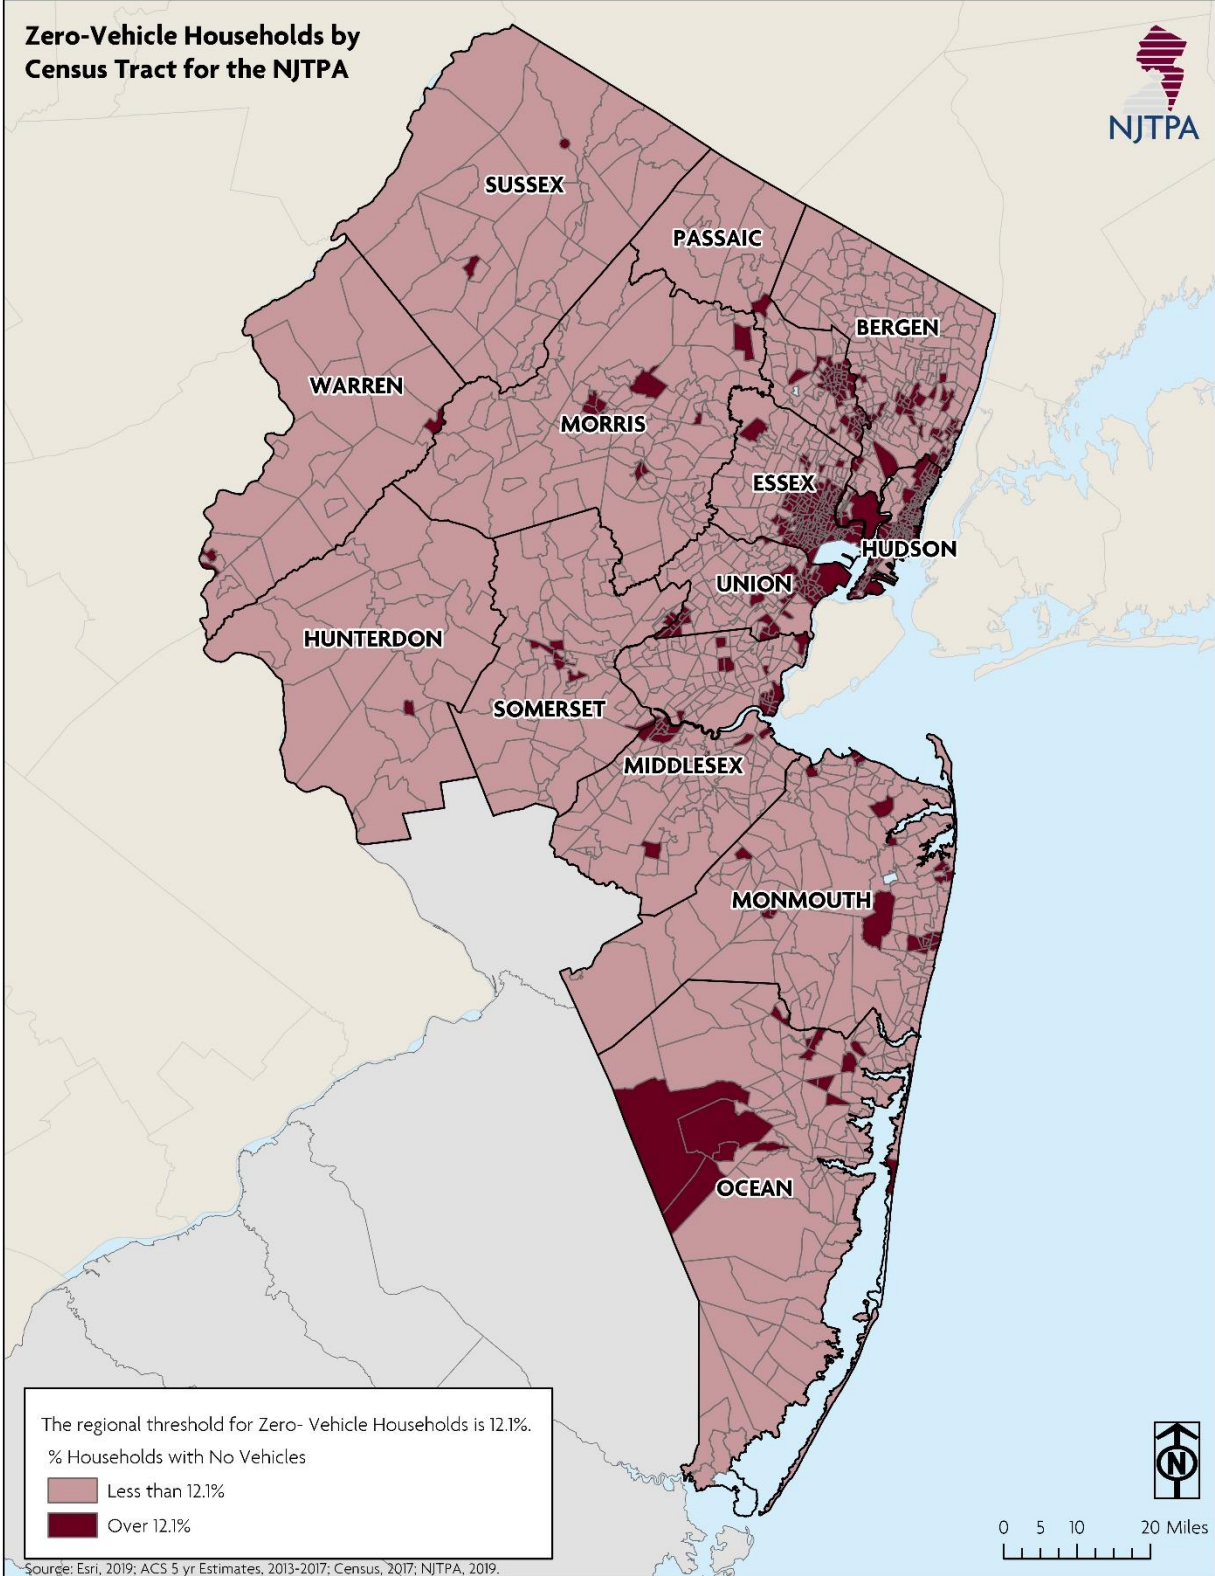 Zero-Vehicle Households by
Census Tract for the NJTPA
NJTPA
SUSSEX
PASSAIC
BERGEN
WARREN
MORRIS
ESSEX
HUDSON
UNION
HUNTERDON
SOMERSET
MIDDLESEX
MONMOUTH
OCEAN
The regional threshold for Zero- Vehicle Households is 12.1%.
% Households with No Vehicles
Less than 12.1%
Over 12.1%
N
0 5 10 20 Miles
Source: Esri, 2019; ACS 5 yr Estimates, 2013-2017; Census, 2017; NJTPA, 2019.